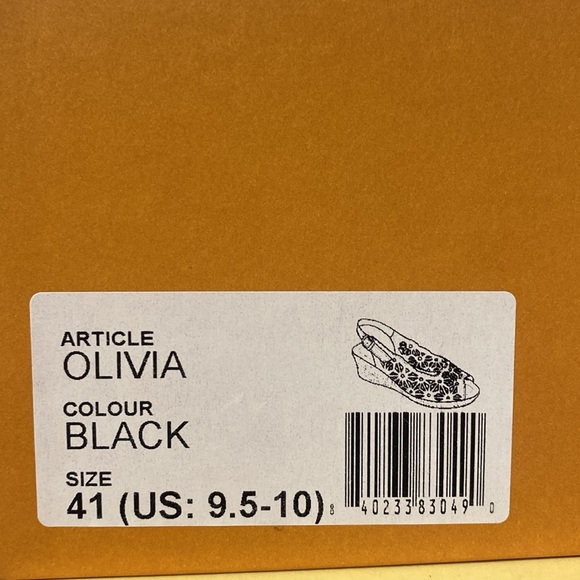 ARTICLE
OLIVIA
COLOUR
BLACK
SIZE
41 (US: 9.5-10)
8 40233 83049 0